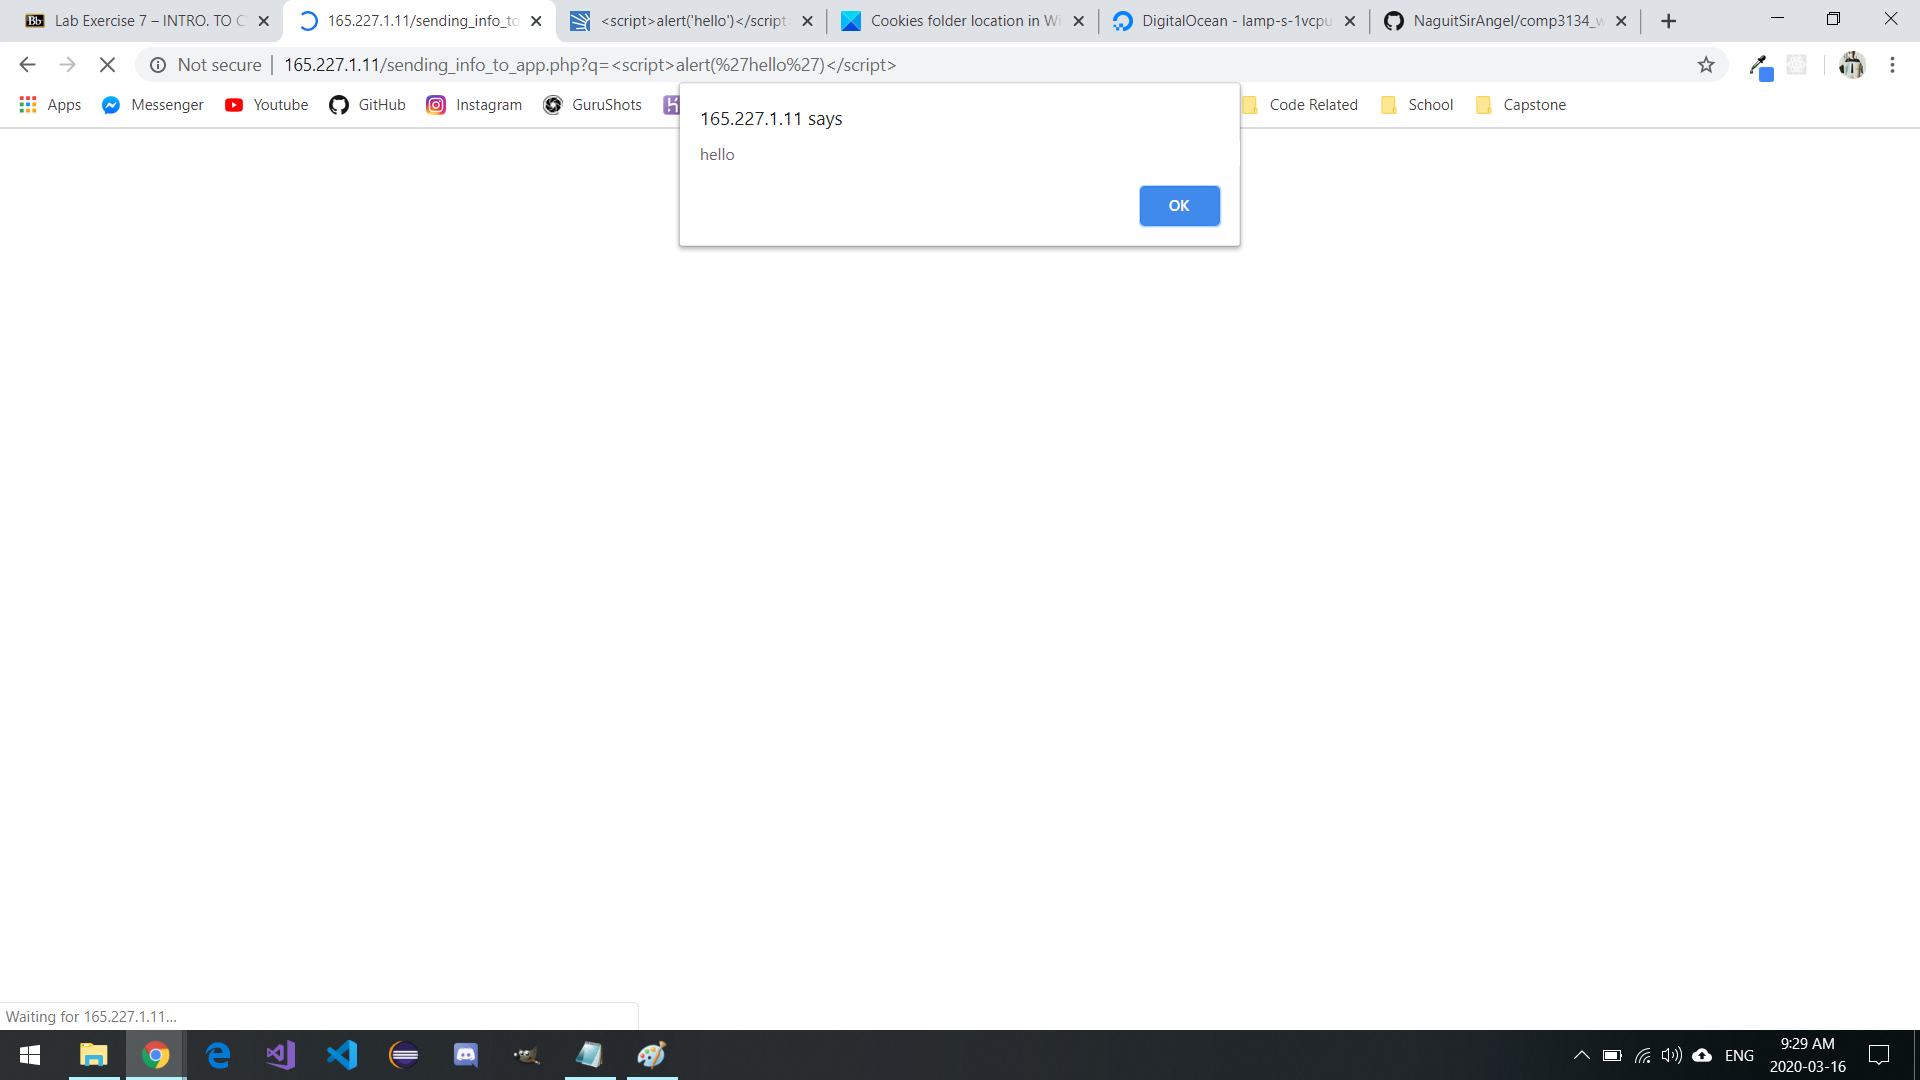 Lab Exercise 7 – INTRO. TO C
165.227.1.11/sending_info_to
<script>alert('hello')</script>
Cookies folder location in Wi
DigitalOcean - lamp-s-1vcpu
NaguitSirAngel/comp3134_w
Not secure | 165.227.1.11/sending_info_to_app.php?q=<script>alert(%27hello%27)</script>
Apps Messenger Youtube GitHub Instagram GuruShots Code Related School Capstone
165.227.1.11 says
hello
OK
Waiting for 165.227.1.11...
ENG
9:29 AM
2020-03-16